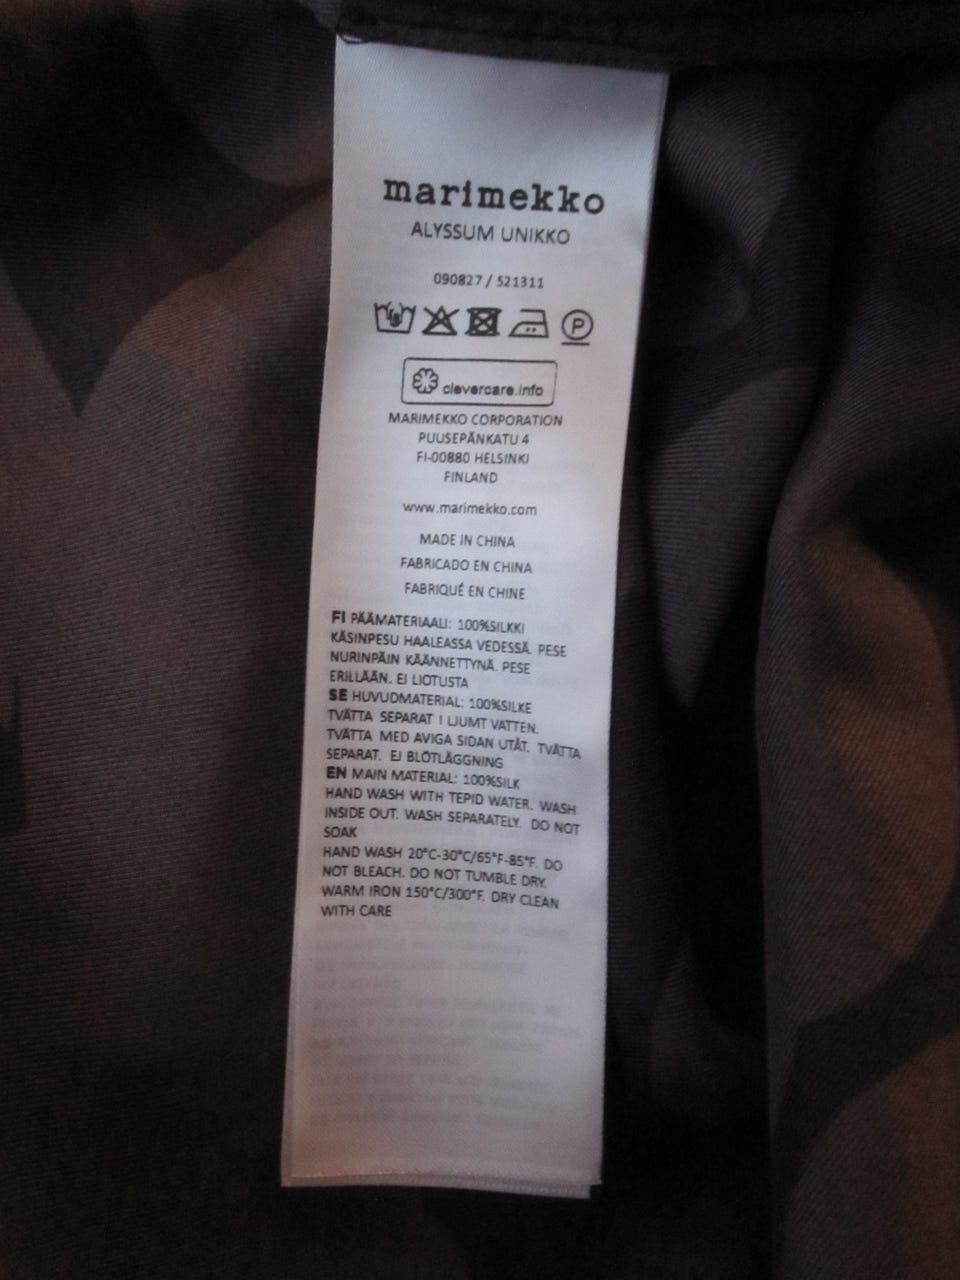 marimekko
ALYSSUM UNIKKO
090827 / 521311
P
clevercare.info
MARIMEKKO CORPORATION
PUUSEPÄNKATU 4
FI-00880 HELSINKI
FINLAND
www.marimekko.com
MADE IN CHINA
FABRICADO EN CHINA
FABRIQUÉ EN CHINE
FI PÄÄMATERIAALI: 100%SILKKI
KÄSINPESU HAALEASSA VEDESSÄ. PESE
NURINPÄIN KÄÄNNETTYNÄ. PESE
ERILLÄÄN. EI LIOTUSTA
SE HUVUDMATERIAL: 100%SILKE
TVÄTTA SEPARAT I LJUMT VATTEN.
TVÄTTA MED AVIGA SIDAN UTÅT. TVÄTTA
SEPARAT. EJ BLÖTLÄGGNING
EN MAIN MATERIAL: 100%SILK
HAND WASH WITH TEPID WATER. WASH
INSIDE OUT. WASH SEPARATELY. DO NOT
SOAK
HAND WASH 20°C-30°C/65°F-85°F. DO
NOT BLEACH. DO NOT TUMBLE DRY.
WARM IRON 150°C/300°F. DRY CLEAN
WITH CARE